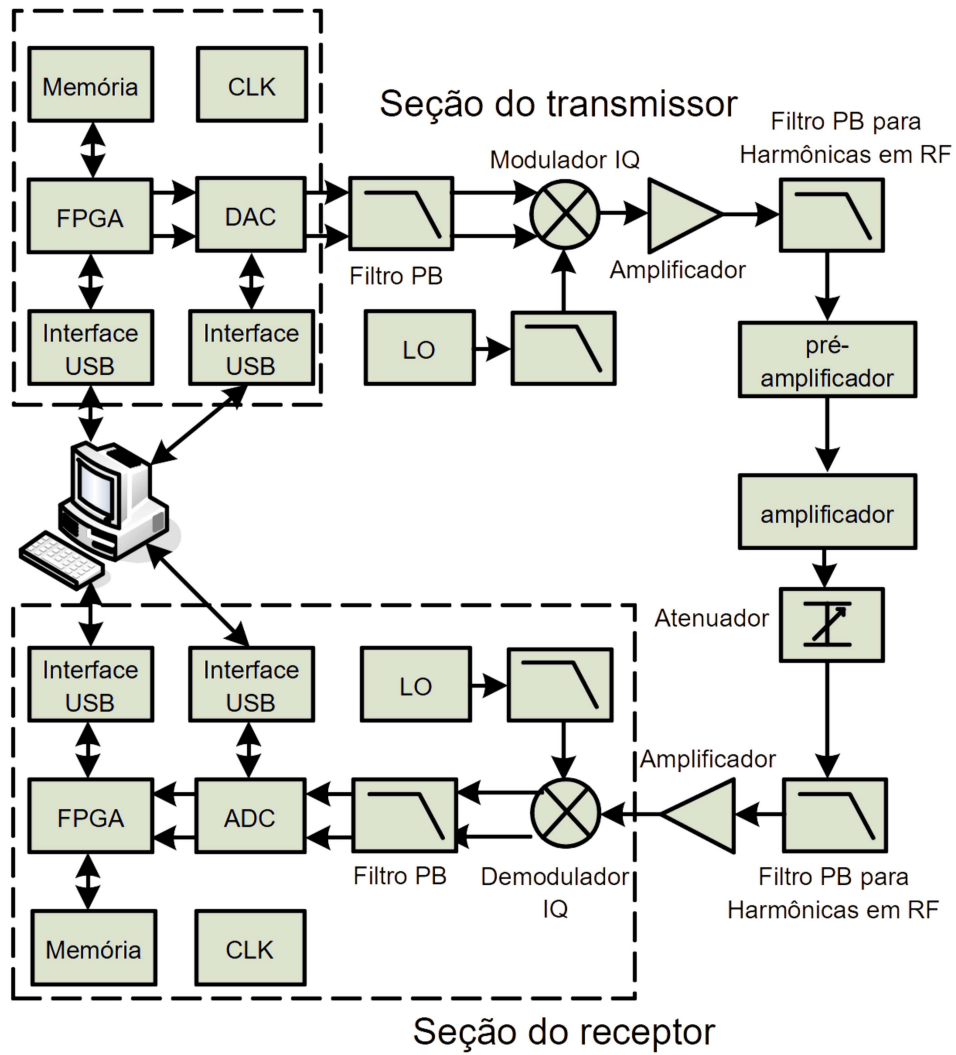 Memória
CLK
Seção do transmissor
Filtro PB para
Harmônicas em RF
Modulador IQ
FPGA
DAC
Filtro PB
Amplificador
Interface
USB
Interface
USB
LO
pré-
amplificador
amplificador
Atenuador
Interface
USB
Interface
USB
LO
Amplificador
FPGA
ADC
Filtro PB
Demodulador
IQ
Filtro PB para
Harmônicas em RF
Memória
CLK
Seção do receptor